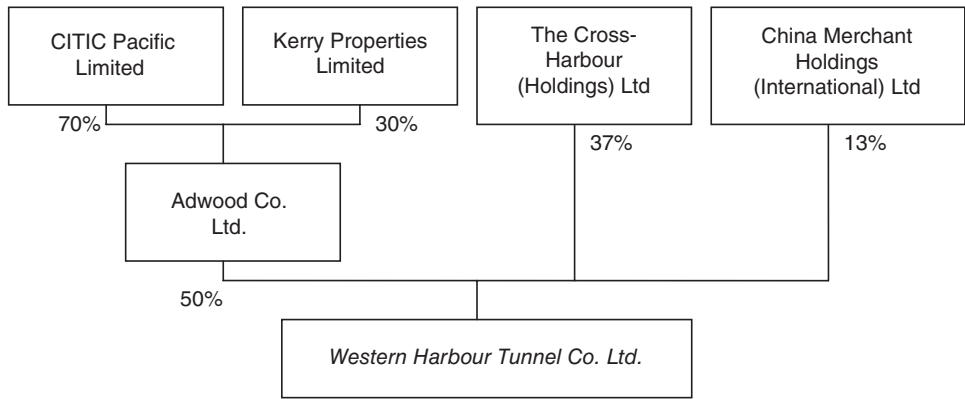 CITIC Pacific
Limited
Kerry Properties
Limited
The Cross-
Harbour
(Holdings) Ltd
China Merchant
Holdings
(International) Ltd
70%
30%
37%
13%
Adwood Co.
Ltd.
50%
Western Harbour Tunnel Co. Ltd.